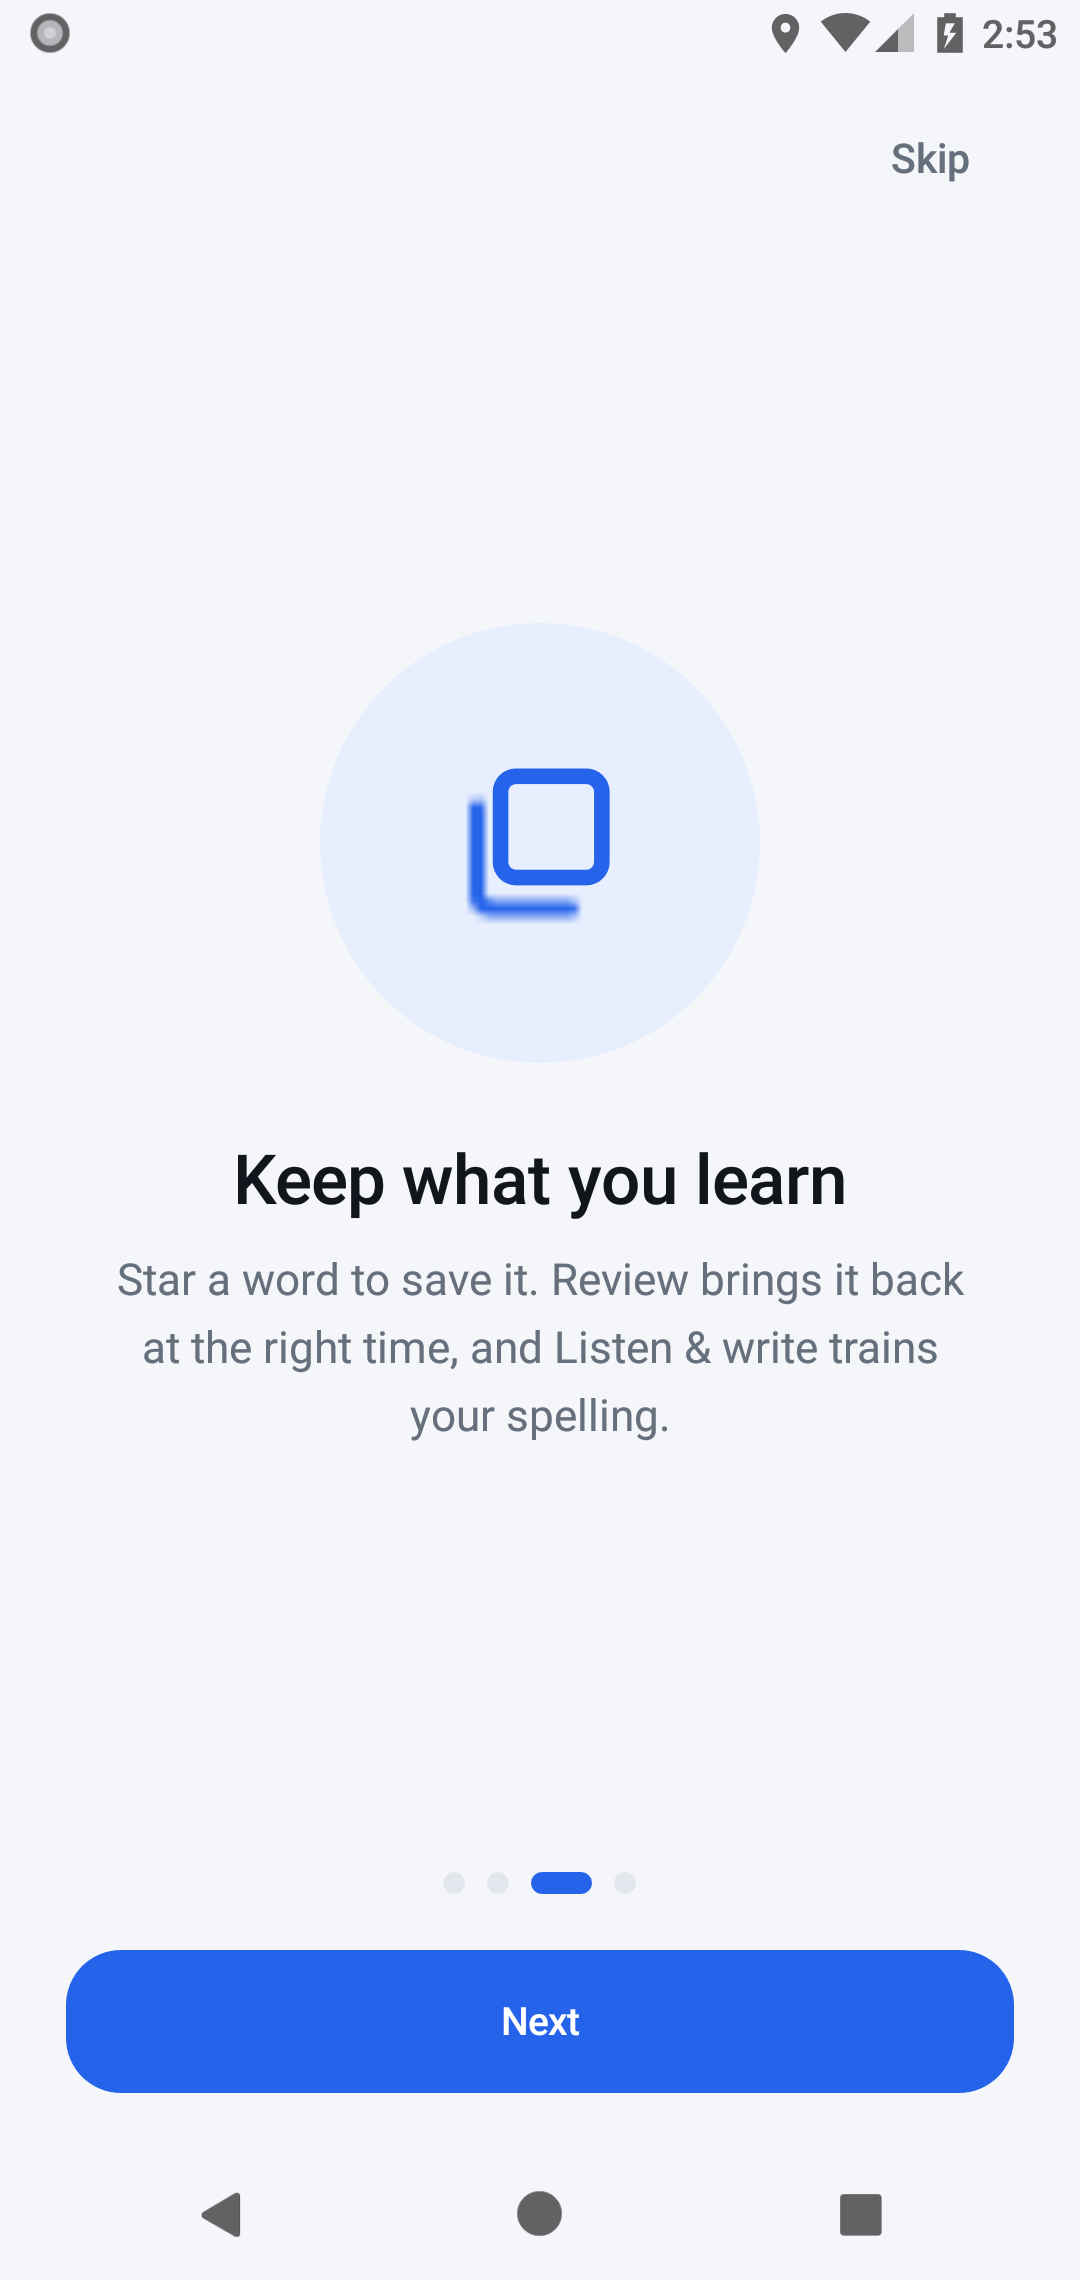 2:53
Skip
Keep what you learn
Star a word to save it. Review brings it back
at the right time, and Listen & write trains
your spelling.
Next